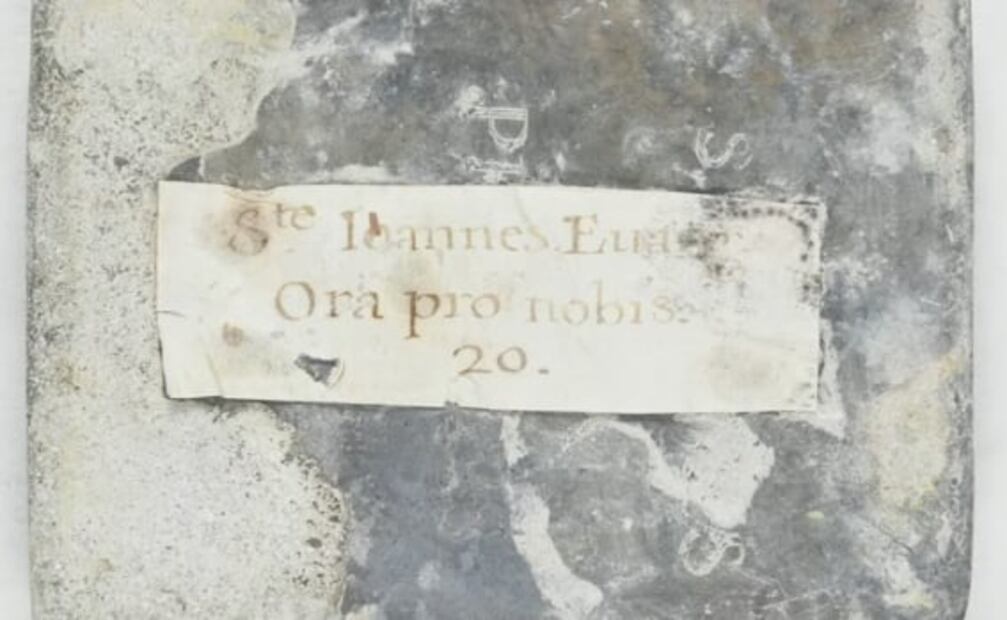 Ste Ioannes Eua
Ora pro nobis.
20.